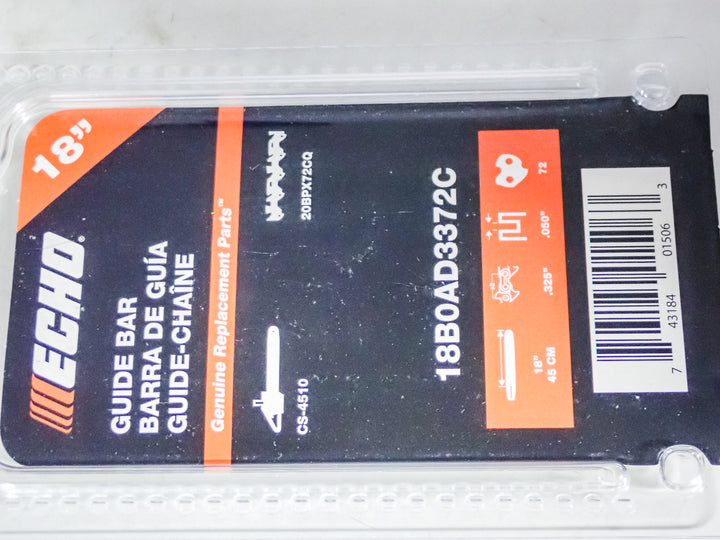 18"
ECHO®
GUIDE BAR
BARRA DE GUÍA
GUIDE-CHAÎNE
Genuine Replacement Parts™
CS-4510
20BPX72CQ
18B0AD3372C
18"
45 CM
.325"
.050"
72
7 43184 01506 3